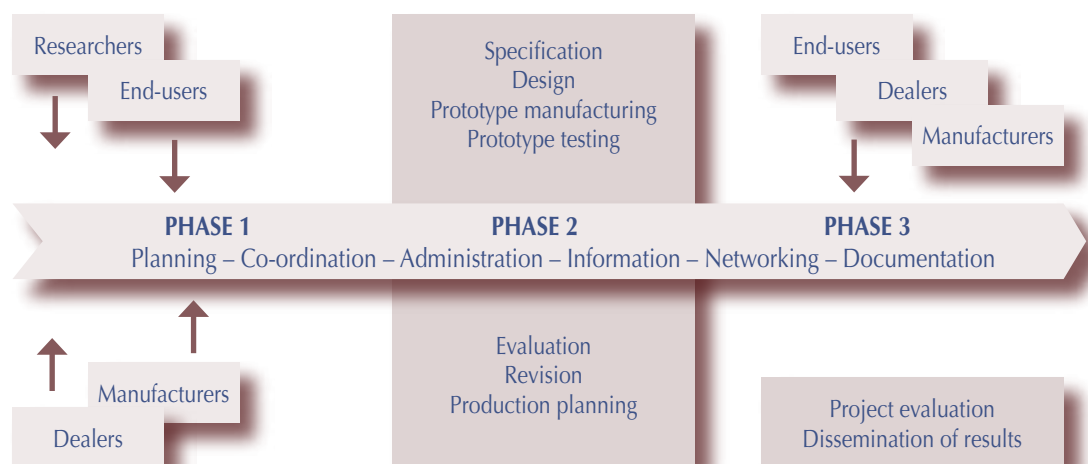 Researchers
End-users
Specification
Design
Prototype manufacturing
Prototype testing
End-users
Dealers
Manufacturers
PHASE 1
PHASE 2
PHASE 3
Planning – Co-ordination – Administration – Information – Networking – Documentation
Manufacturers
Dealers
Evaluation
Revision
Production planning
Project evaluation
Dissemination of results